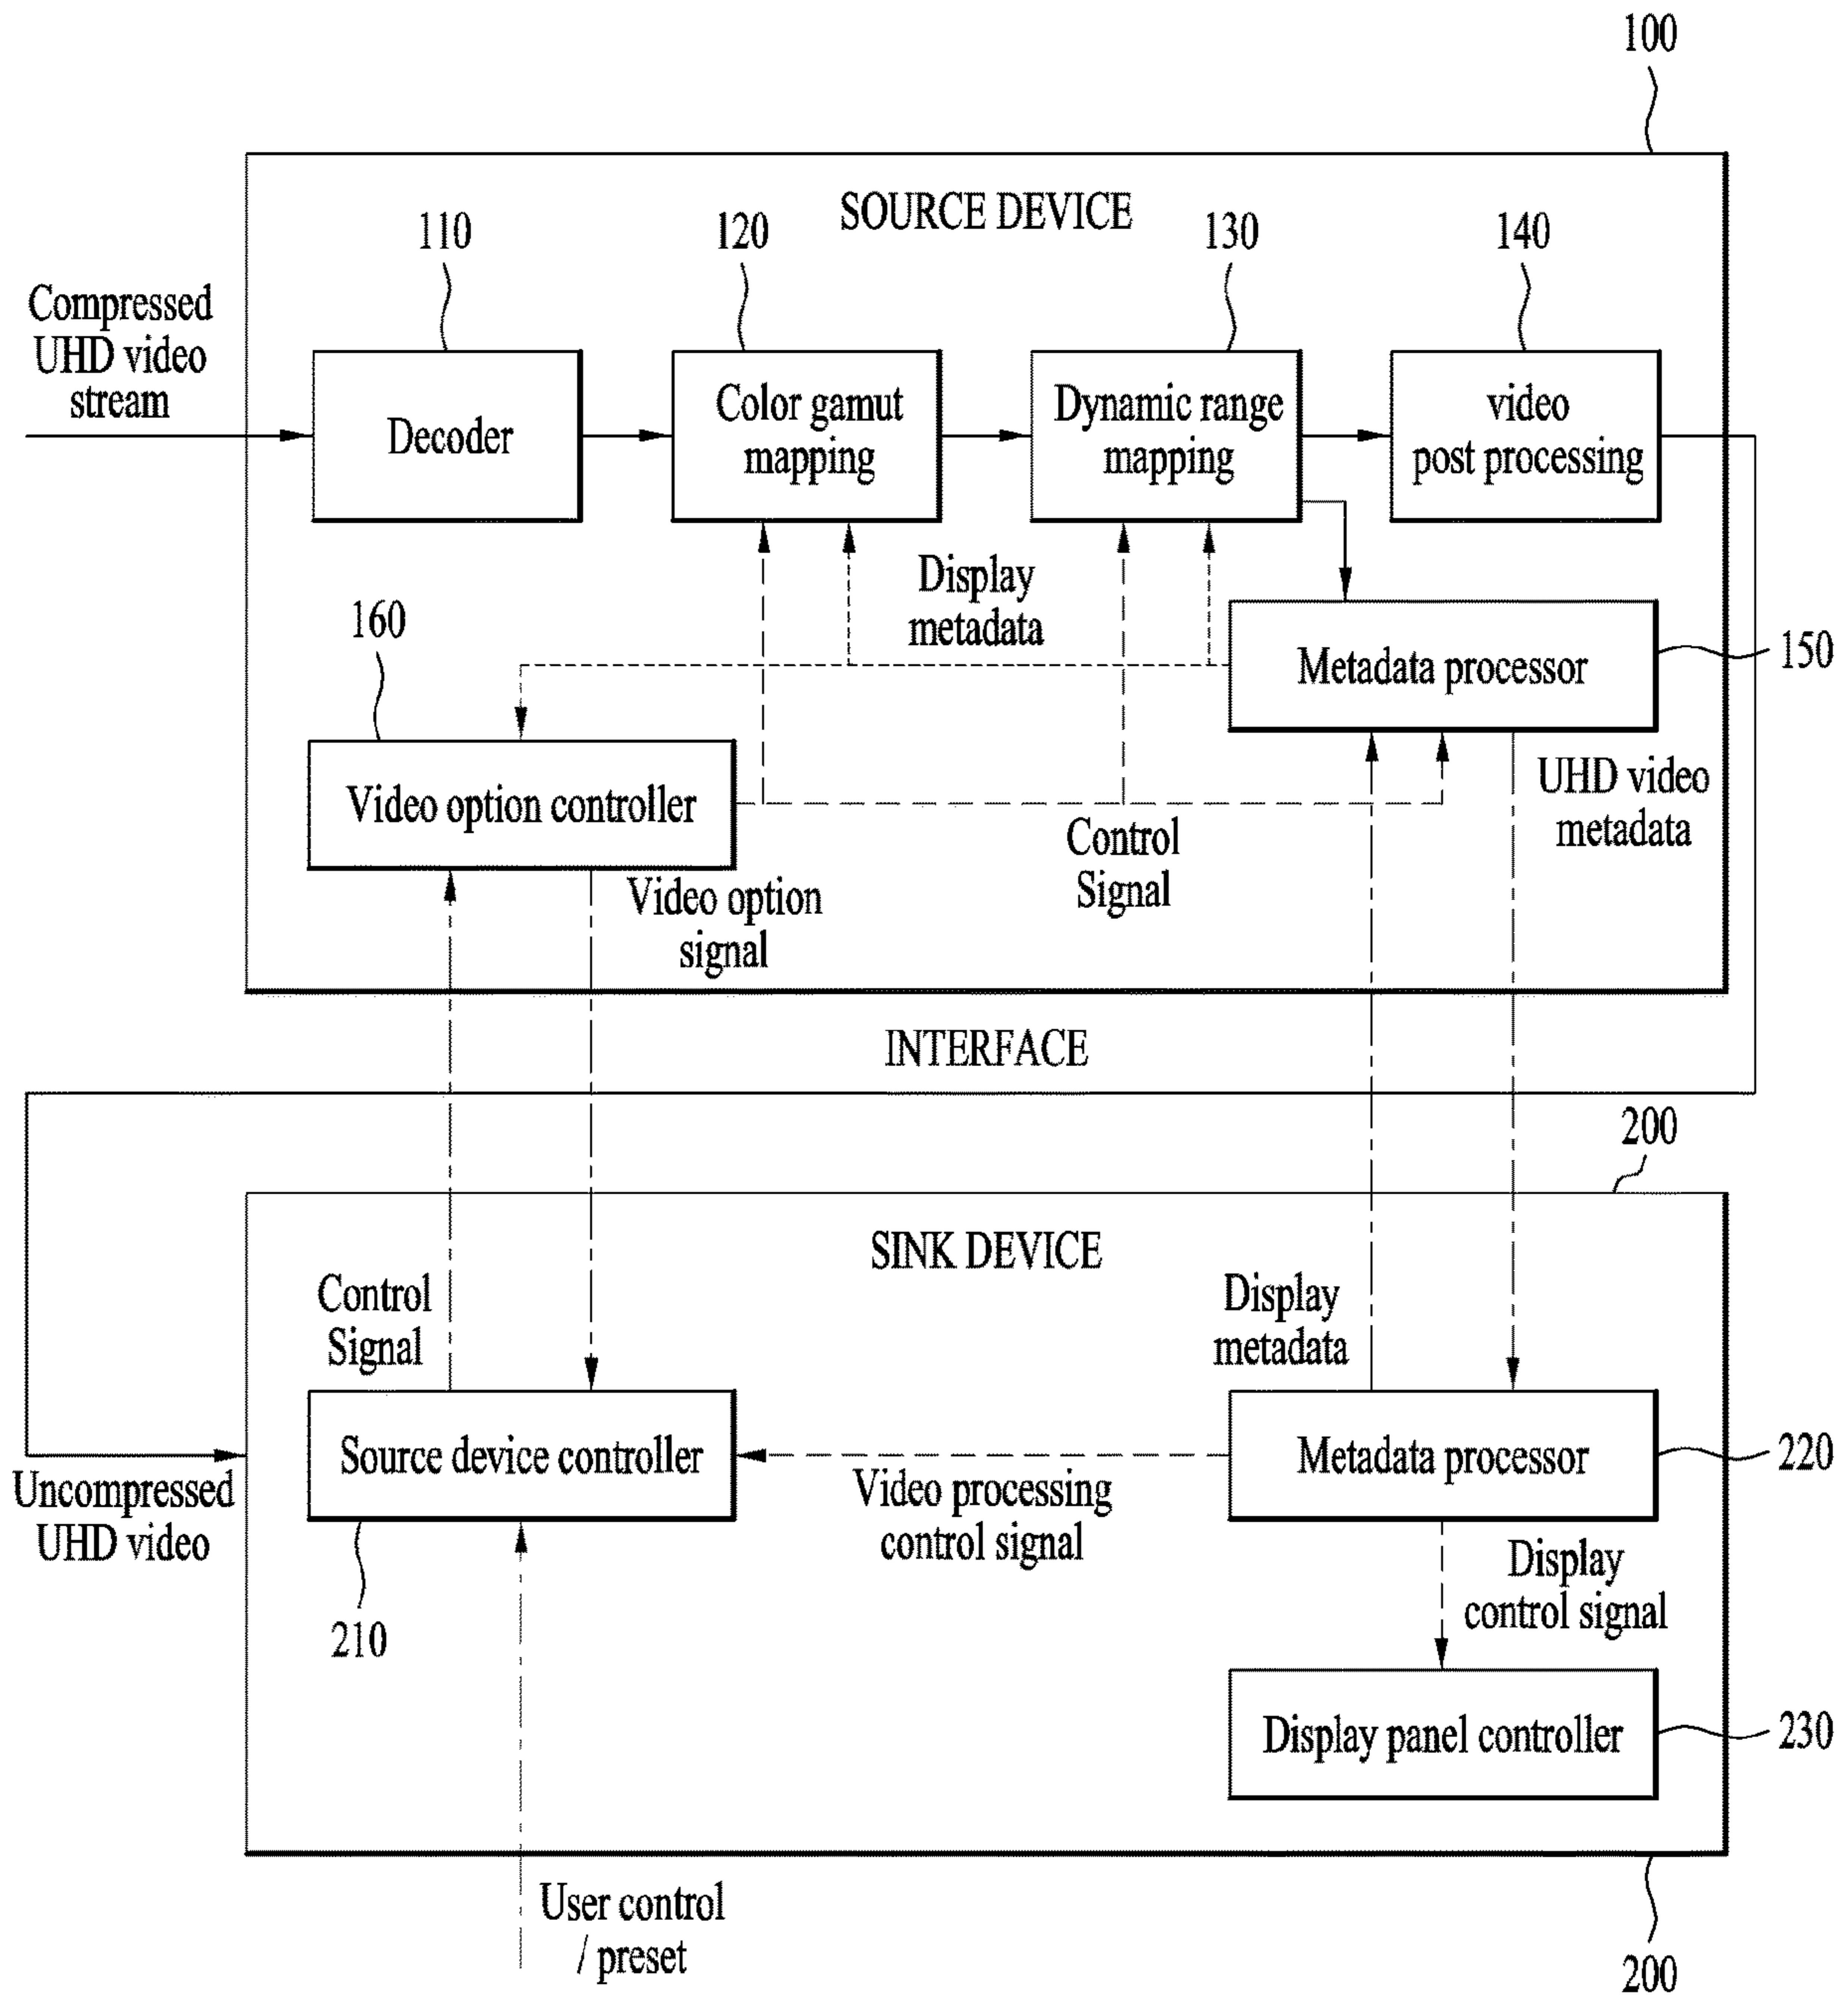 100
SOURCE DEVICE
110
120
130
140
Compressed
UHD video
stream
Decoder
Color gamut
mapping
Dynamic range
mapping
video
post processing
Display
metadata
160
Metadata processor
150
Video option controller
UHD video
metadata
Control
Signal
Video option
signal
INTERFACE
200
SINK DEVICE
Control
Signal
Display
metadata
Source device controller
Metadata processor
220
Uncompressed
UHD video
Video processing
control signal
Display
control signal
210
Display panel controller
230
User control
/ preset
200